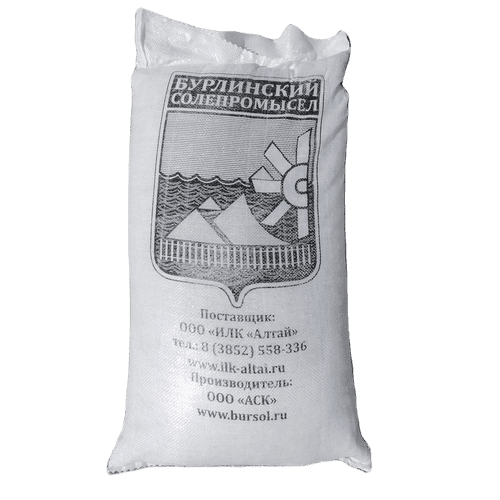 БУРЛИНСКИЙ
СОЛЕПРОМЫСЕЛ
Поставщик:
ООО «ИЛК «Алтай»
тел.: 8 (3852) 558-336
www.ilk-altai.ru
Производитель:
ООО «АСК»
www.bursol.ru